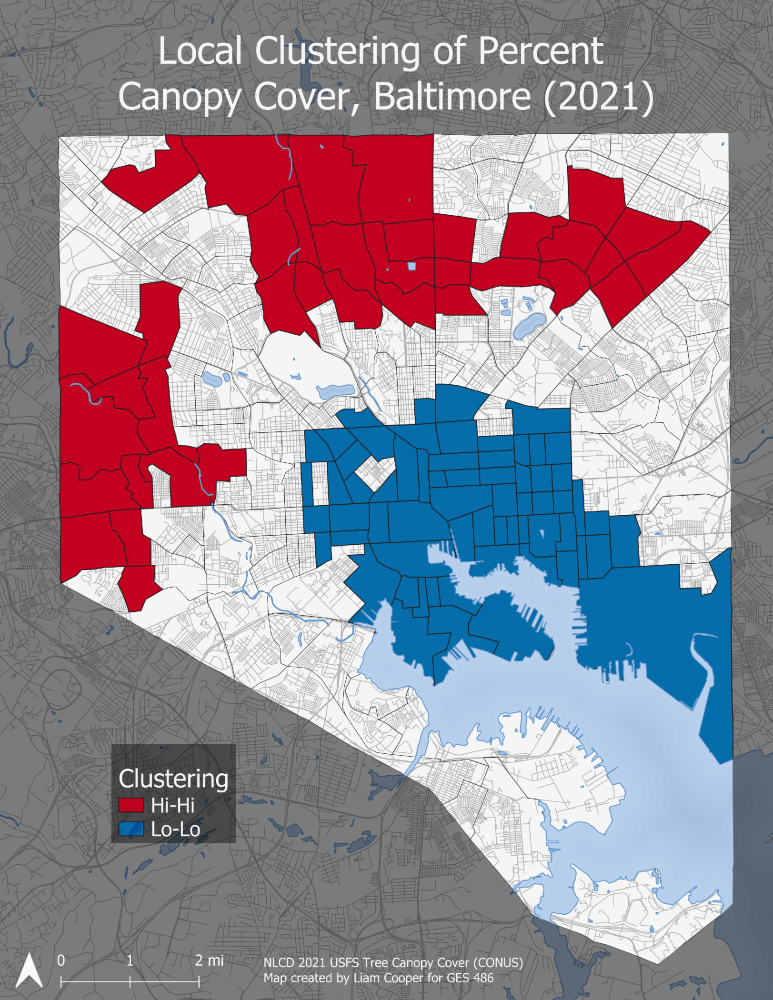 Local Clustering of Percent
Canopy Cover, Baltimore (2021)
Clustering
Hi-Hi
Lo-Lo
0 1 2 mi
NLCD 2021 USFS Tree Canopy Cover (CONUS)
Map created by Liam Cooper for GES 486